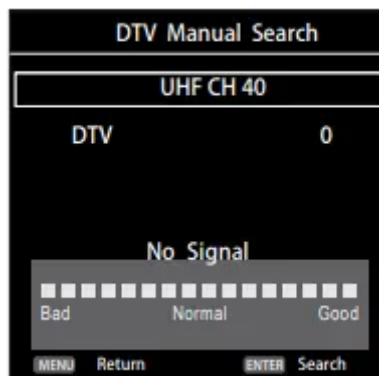 DTV Manual Search
UHF CH 40
DTV 0
No Signal
Bad Normal Good
MENU Return ENTER Search